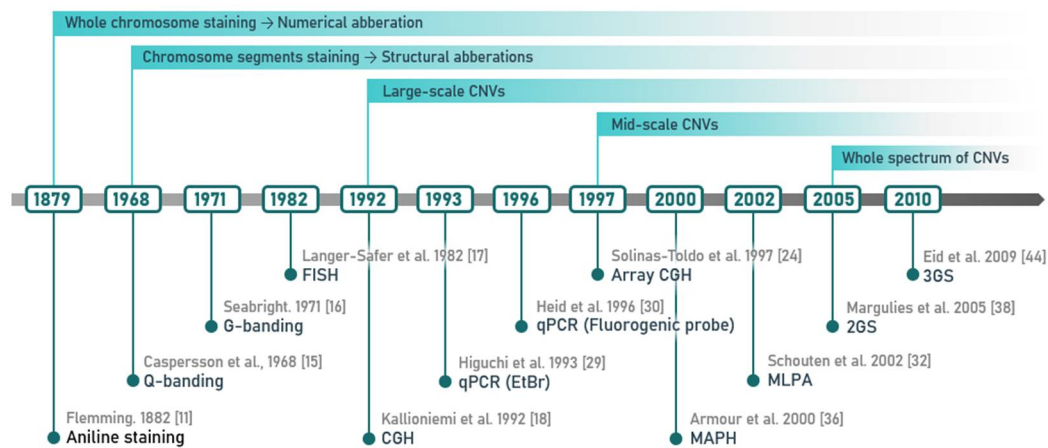 Whole chromosome staining → Numerical abberation
Chromosome segments staining → Structural abberations
Large-scale CNVs
Mid-scale CNVs
Whole spectrum of CNVs
1879 1968 1971 1982 1992 1993 1996 1997 2000 2002 2005 2010
Langer-Safer et al. 1982 [17]
FISH
Solinas-Toldo et al. 1997 [24]
Array CGH
Eid et al. 2009 [44]
3GS
Seabright. 1971 [16]
G-banding
Heid et al. 1996 [30]
qPCR (Fluorogenic probe)
Margulies et al. 2005 [38]
2GS
Caspersson et al., 1968 [15]
Q-banding
Higuchi et al. 1993 [29]
qPCR (EtBr)
Schouten et al. 2002 [32]
MLPA
Flemming. 1882 [11]
Aniline staining
Kallioniemi et al. 1992 [18]
CGH
Armour et al. 2000 [36]
MAPH